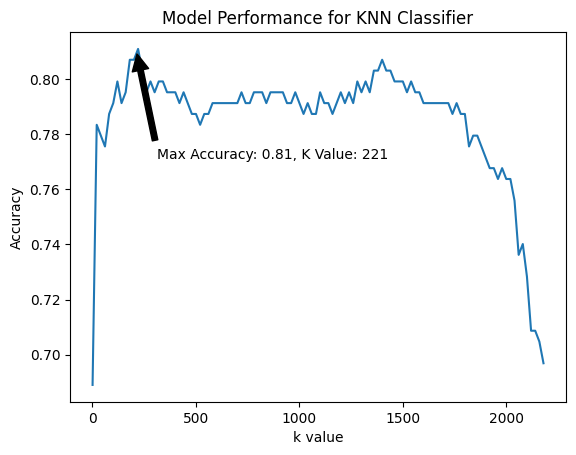 Model Performance for KNN Classifier
0.80
0.78
0.76
0.74
0.72
0.70
Accuracy
Max Accuracy: 0.81, K Value: 221
0
500
1000
1500
2000
k value